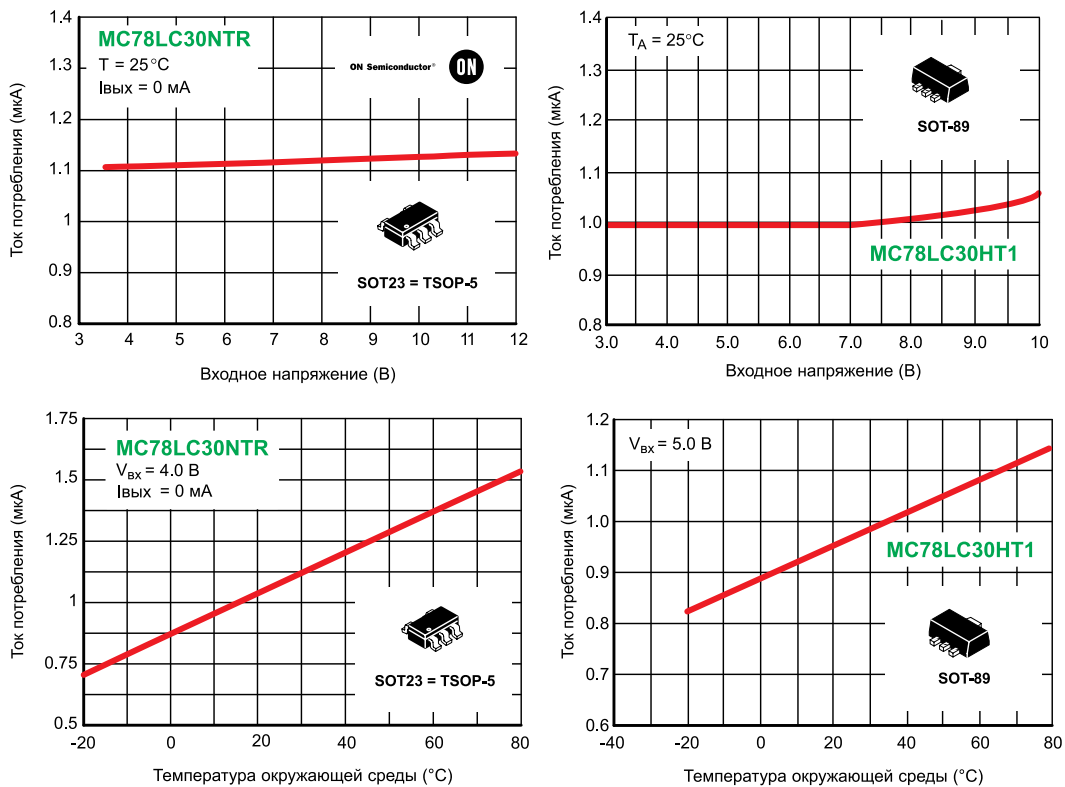 1.4
1.3
1.2
1.1
1
0.9
0.8
Ток потребления (мкА)
MC78LC30NTR
T = 25°C
Iвых = 0 мА
ON Semiconductor®
ON
SOT23 = TSOP-5
3 4 5 6 7 8 9 10 11 12
Входное напряжение (В)
1.4
1.3
1.2
1.1
1.0
0.9
0.8
Ток потребления (мкА)
TA = 25°C
SOT-89
MC78LC30HT1
3.0 4.0 5.0 6.0 7.0 8.0 9.0 10
Входное напряжение (В)
1.75
1.5
1.25
1
0.75
0.5
Ток потребления (мкА)
MC78LC30NTR
Vвх = 4.0 В
Iвых = 0 мА
SOT23 = TSOP-5
-20 0 20 40 60 80
Температура окружающей среды (°C)
1.2
1.1
1.0
0.9
0.8
0.7
0.6
Ток потребления (мкА)
Vвх = 5.0 В
MC78LC30HT1
SOT-89
-40 -20 0 20 40 60 80
Температура окружающей среды (°C)